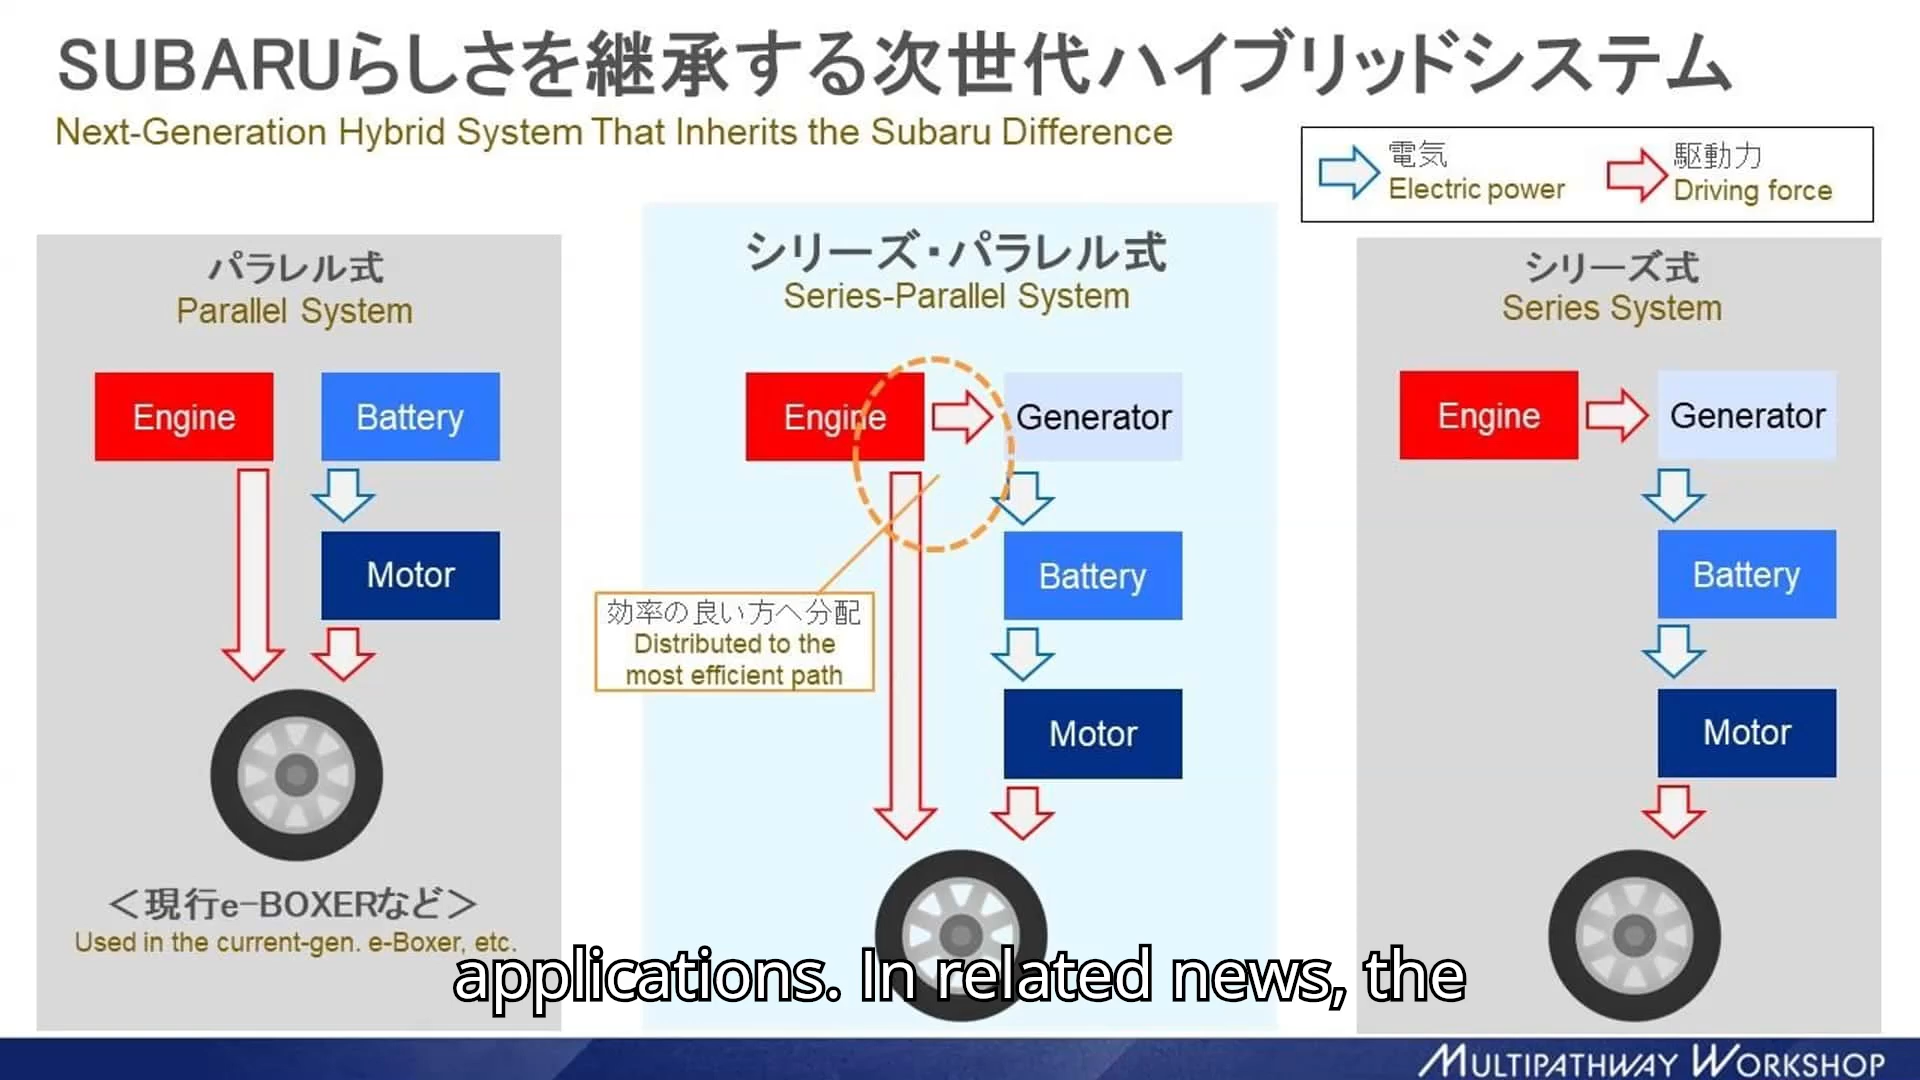 SUBARUらしさを継承する次世代ハイブリッドシステム
Next-Generation Hybrid System That Inherits the Subaru Difference
電気
Electric power
駆動力
Driving force
パラレル式
Parallel System
Engine
Battery
Motor
＜現行e-BOXERなど＞
Used in the current-gen. e-Boxer, etc.
シリーズ・パラレル式
Series-Parallel System
Engine
Generator
Battery
Motor
効率の良い方へ分配
Distributed to the
most efficient path
シリーズ式
Series System
Engine
Generator
Battery
Motor
applications. In related news, the
MULTIPATHWAY WORKSHOP